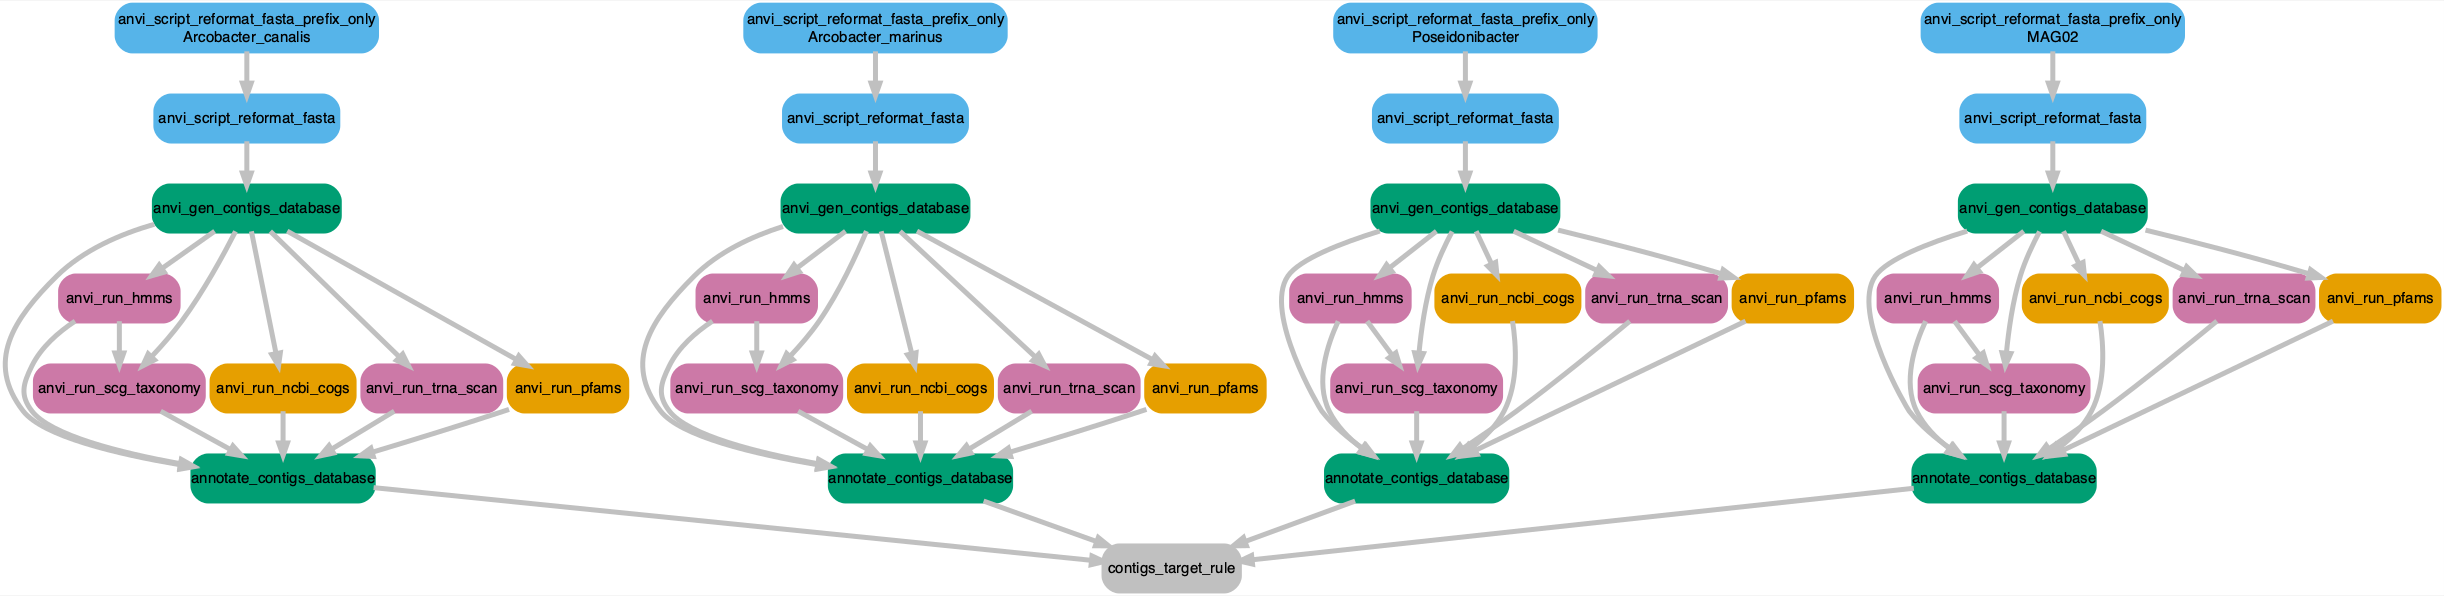 anvi_script_reformat_fasta_prefix_only
Arcobacter_canalis
anvi_script_reformat_fasta
anvi_gen_contigs_database
anvi_run_hmms
anvi_run_scg_taxonomy
anvi_run_ncbi_cogs
anvi_run_trna_scan
anvi_run_pfams
annotate_contigs_database
anvi_script_reformat_fasta_prefix_only
Arcobacter_marinus
anvi_script_reformat_fasta
anvi_gen_contigs_database
anvi_run_hmms
anvi_run_scg_taxonomy
anvi_run_ncbi_cogs
anvi_run_trna_scan
anvi_run_pfams
annotate_contigs_database
anvi_script_reformat_fasta_prefix_only
Poseidonibacter
anvi_script_reformat_fasta
anvi_gen_contigs_database
anvi_run_hmms
anvi_run_ncbi_cogs
anvi_run_trna_scan
anvi_run_pfams
anvi_run_scg_taxonomy
annotate_contigs_database
anvi_script_reformat_fasta_prefix_only
MAG02
anvi_script_reformat_fasta
anvi_gen_contigs_database
anvi_run_hmms
anvi_run_ncbi_cogs
anvi_run_trna_scan
anvi_run_pfams
anvi_run_scg_taxonomy
annotate_contigs_database
contigs_target_rule